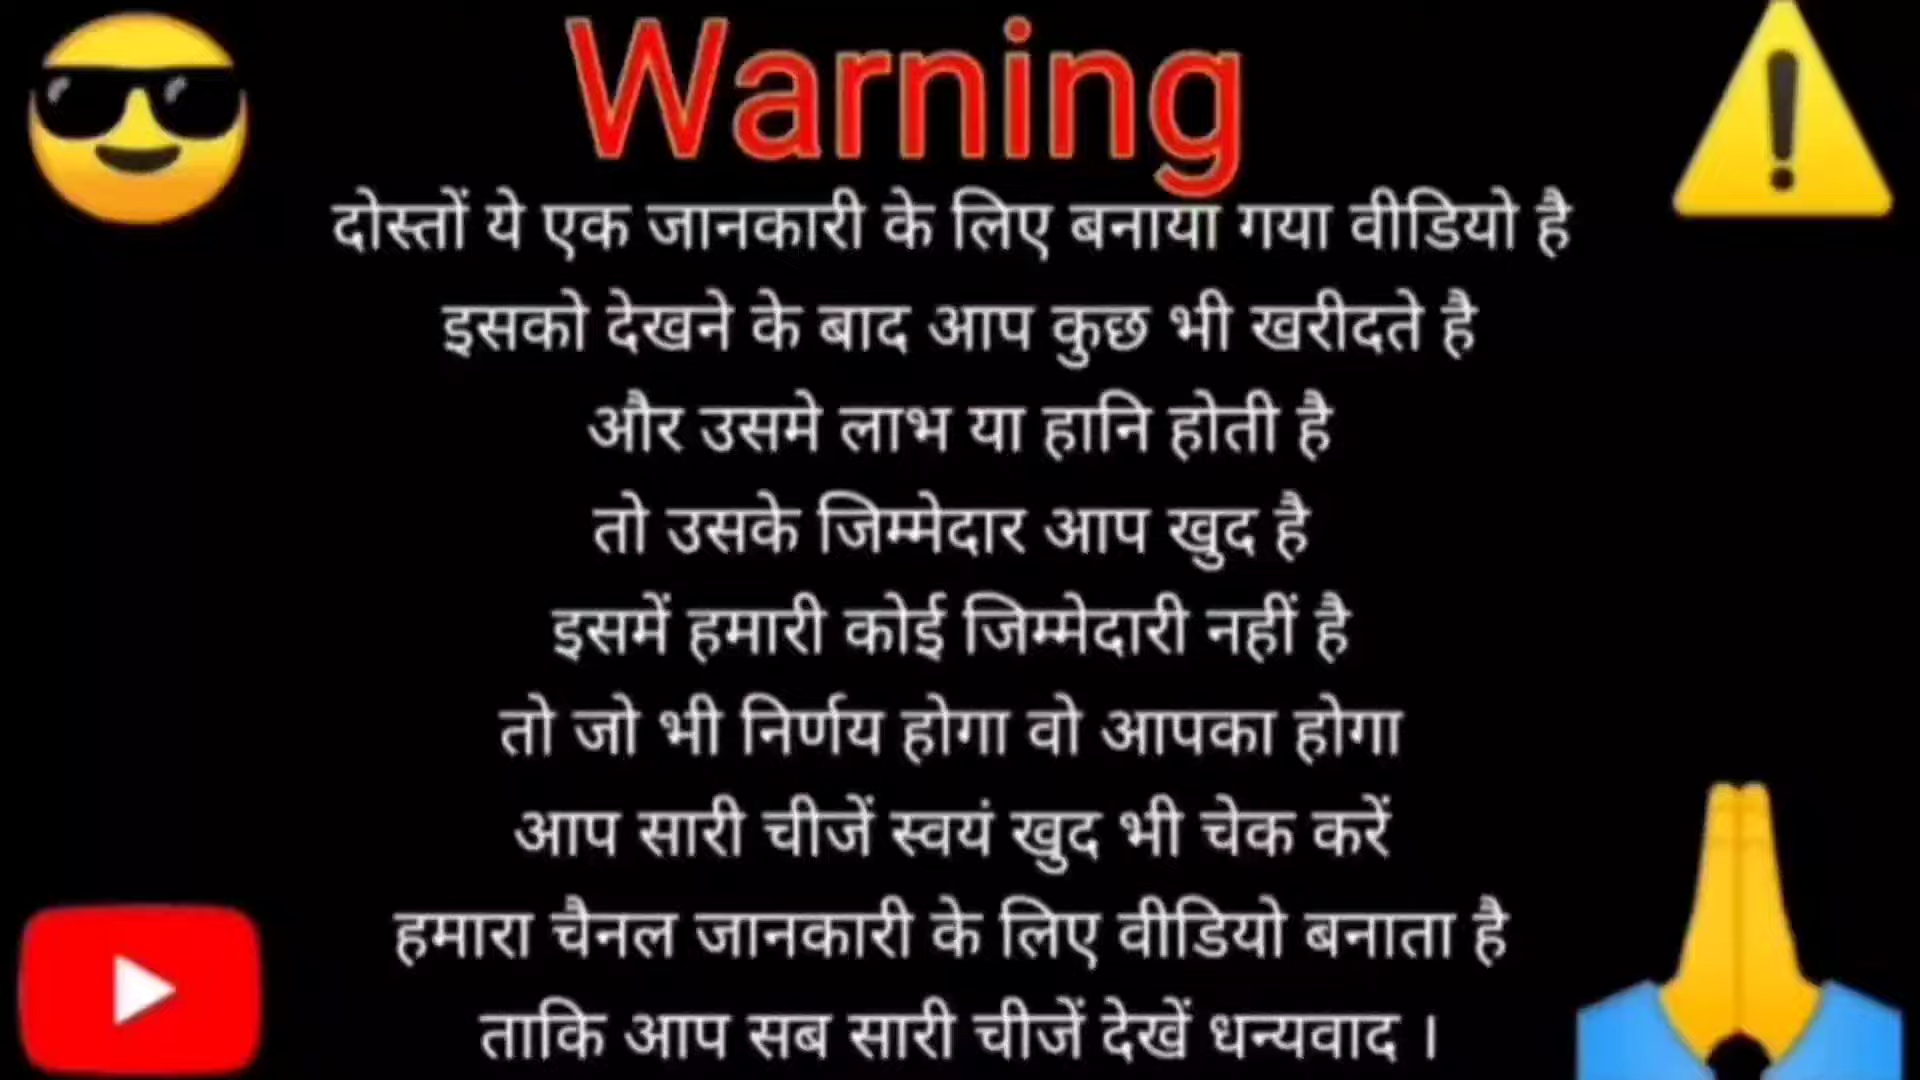 Warning
दोस्तों ये एक जानकारी के लिए बनाया गया वीडियो है
इसको देखने के बाद आप कुछ भी खरीदते है
और उसमे लाभ या हानि होती है
तो उसके जिम्मेदार आप खुद है
इसमें हमारी कोई जिम्मेदारी नहीं है
तो जो भी निर्णय होगा वो आपका होगा
आप सारी चीजें स्वयं खुद भी चेक करें
हमारा चैनल जानकारी के लिए वीडियो बनाता है
ताकि आप सब सारी चीजें देखें धन्यवाद ।